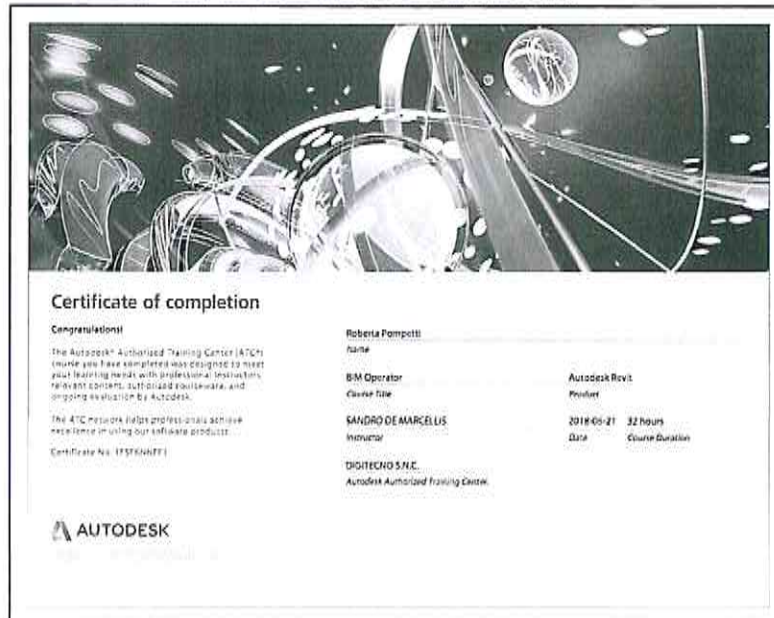 Certificate of completion
Congratulations!
The Autodesk® Authorized Training Center (ATC®)
course you have completed was designed to meet
your learning needs with professional instructors,
relevant content, authorized courseware, and
ongoing evaluation by Autodesk.
The ATC network helps professionals achieve
excellence in using our software products.
Certificate No.
Roberta Pompetti
Name
BIM Operator
Autodesk Revit
Course Title
Product
SANDRO DE MARCELLIS
2018-05-21
32 hours
Instructor
Date
Course Duration
DIGITECNO S.N.C.
Autodesk Authorized Training Center.
AUTODESK